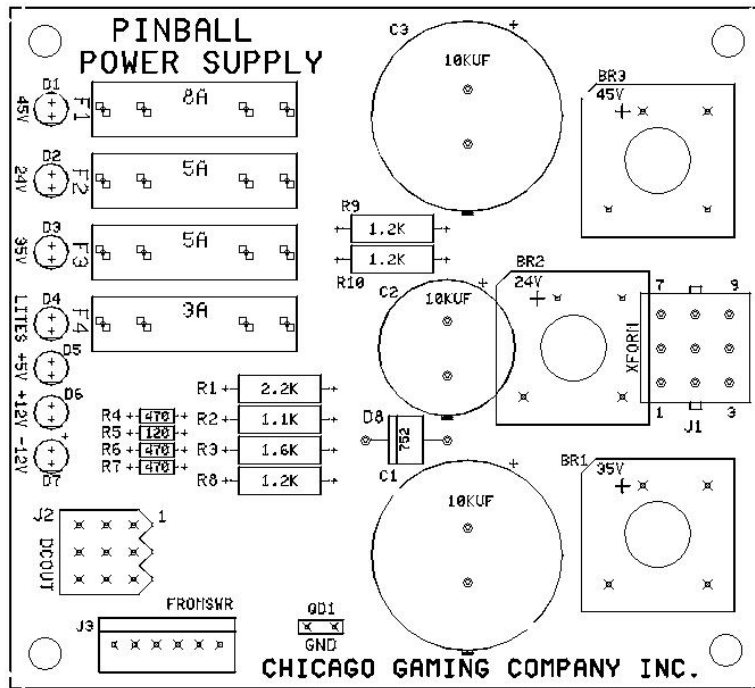 PINBALL
POWER SUPPLY
C3
10KUF
BR3
45V
D1
45V
F1
8A
D2
24V
F2
5A
D3
35V
F3
5A
R9
1.2K
1.2K
R10
D4
LITES
F4
3A
C2
10KUF
BR2
24V
XFORM
7
9
1
3
J1
D5
+5V
D6
+12V
-12V
D7
R1
2.2K
R2
1.1K
R3
1.6K
R8
1.2K
R4
470
R5
120
R6
470
R7
470
D8
752
C1
10KUF
BR1
35V
J2
1
DCOUT
FROMSWR
J3
QD1
GND
CHICAGO GAMING COMPANY INC.